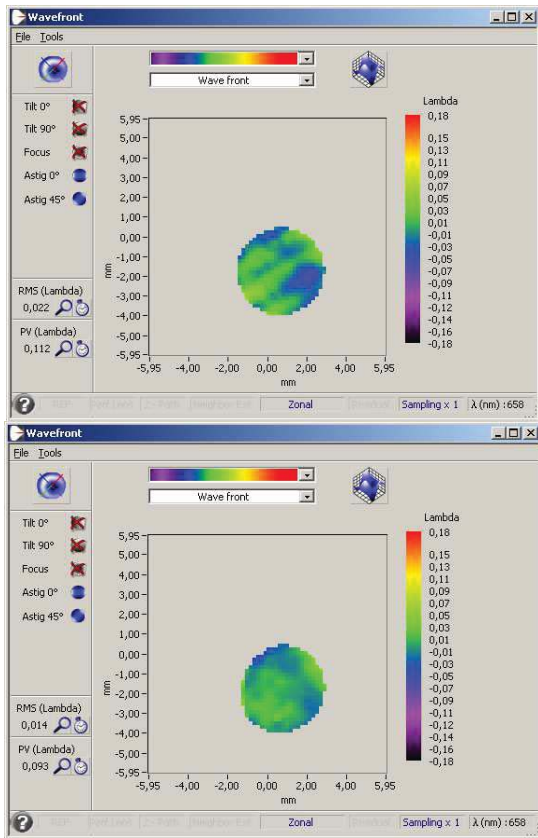 Wavefront
File Tools
Wave front
Tilt 0°
Tilt 90°
Focus
Astig 0°
Astig 45°
RMS (Lambda)
0,022
PV (Lambda)
0,112
5,95
5,00
4,00
3,00
2,00
1,00
0,00
-1,00
-2,00
-3,00
-4,00
-5,00
-5,95
mm
-5,95 -4,00 -2,00 0,00 2,00 4,00 5,95
mm
Lambda
0,18
0,15
0,13
0,11
0,09
0,07
0,05
0,03
0,01
-0,01
-0,03
-0,05
-0,07
-0,09
-0,11
-0,12
-0,14
-0,16
-0,18
Zonal Sampling x 1 λ (nm) :658
Wavefront
File Tools
Wave front
Tilt 0°
Tilt 90°
Focus
Astig 0°
Astig 45°
RMS (Lambda)
0,014
PV (Lambda)
0,093
5,95
5,00
4,00
3,00
2,00
1,00
0,00
-1,00
-2,00
-3,00
-4,00
-5,00
-5,95
mm
-5,95 -4,00 -2,00 0,00 2,00 4,00 5,95
mm
Lambda
0,18
0,15
0,13
0,11
0,09
0,07
0,05
0,03
0,01
-0,01
-0,03
-0,05
-0,07
-0,09
-0,11
-0,12
-0,14
-0,16
-0,18
Zonal Sampling x 1 λ (nm) :658